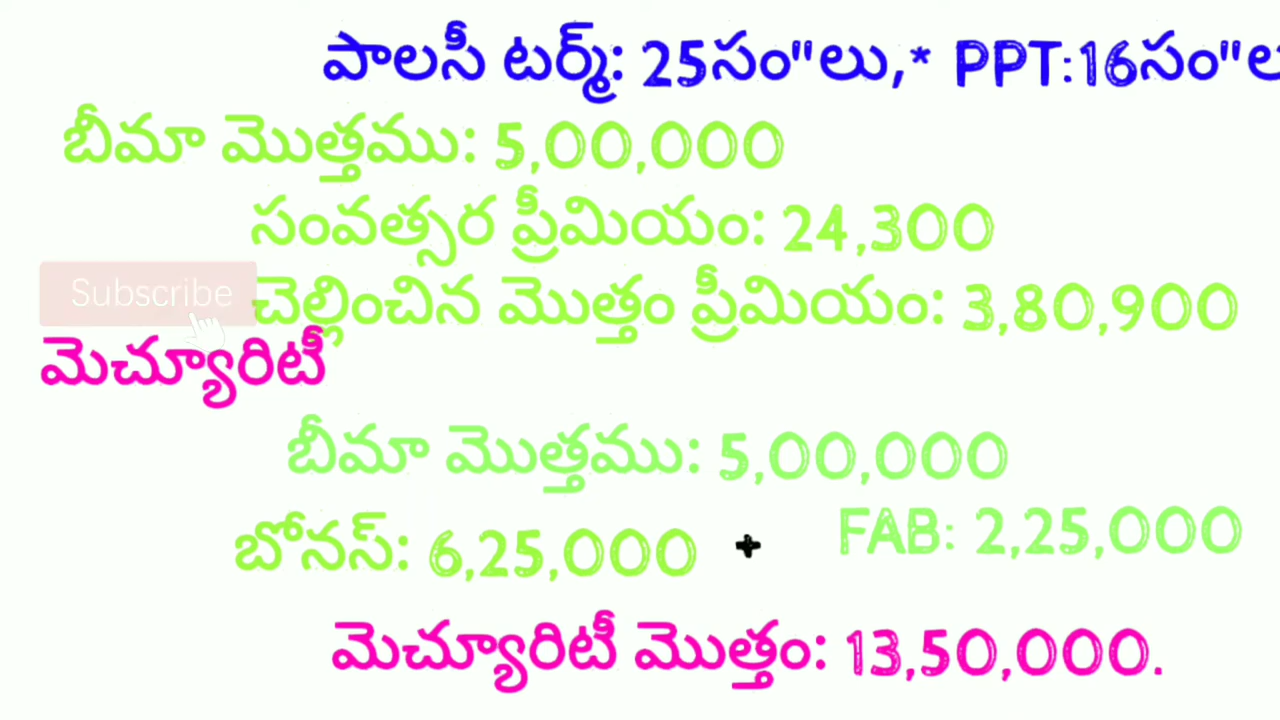 పాలసీ టర్మ్: 25సం"లు,* PPT:16సం"ల
బీమా మొత్తము: 5,00,000
సంవత్సర ప్రీమియం: 24,300
Subscribe
చెల్లించిన మొత్తం ప్రీమియం: 3,80,900
మెచ్యూరిటీ
బీమా మొత్తము: 5,00,000
బోనస్: 6,25,000 + FAB: 2,25,000
మెచ్యూరిటీ మొత్తం: 13,50,000.